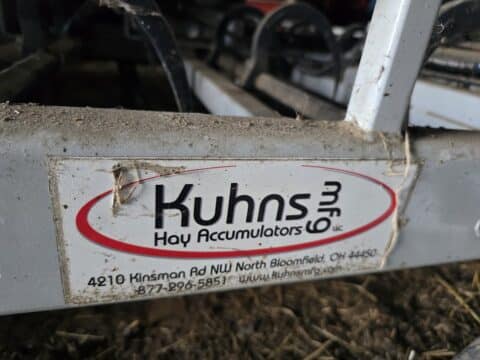 Kuhns mfg LLC
Hay Accumulators
4210 Kinsman Rd NW North Bloomfield, OH 44450
877-296-5851 www.kuhnsmfg.com